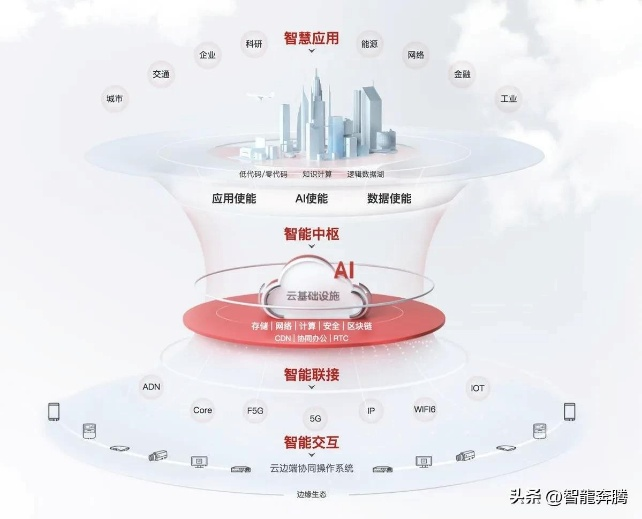 智慧应用
城市
交通
企业
科研
能源
网络
金融
工业
低代码/零代码 知识计算 逻辑数据湖
应用使能 AI使能 数据使能
智能中枢
AI
云基础设施
存储|网络|计算|安全|区块链
CDN|协同办公|RTC
智能联接
ADN
Core
F5G
5G
IP
WIFI6
IOT
智能交互
云边端协同操作系统
边缘生态
头条 @智龍奔腾